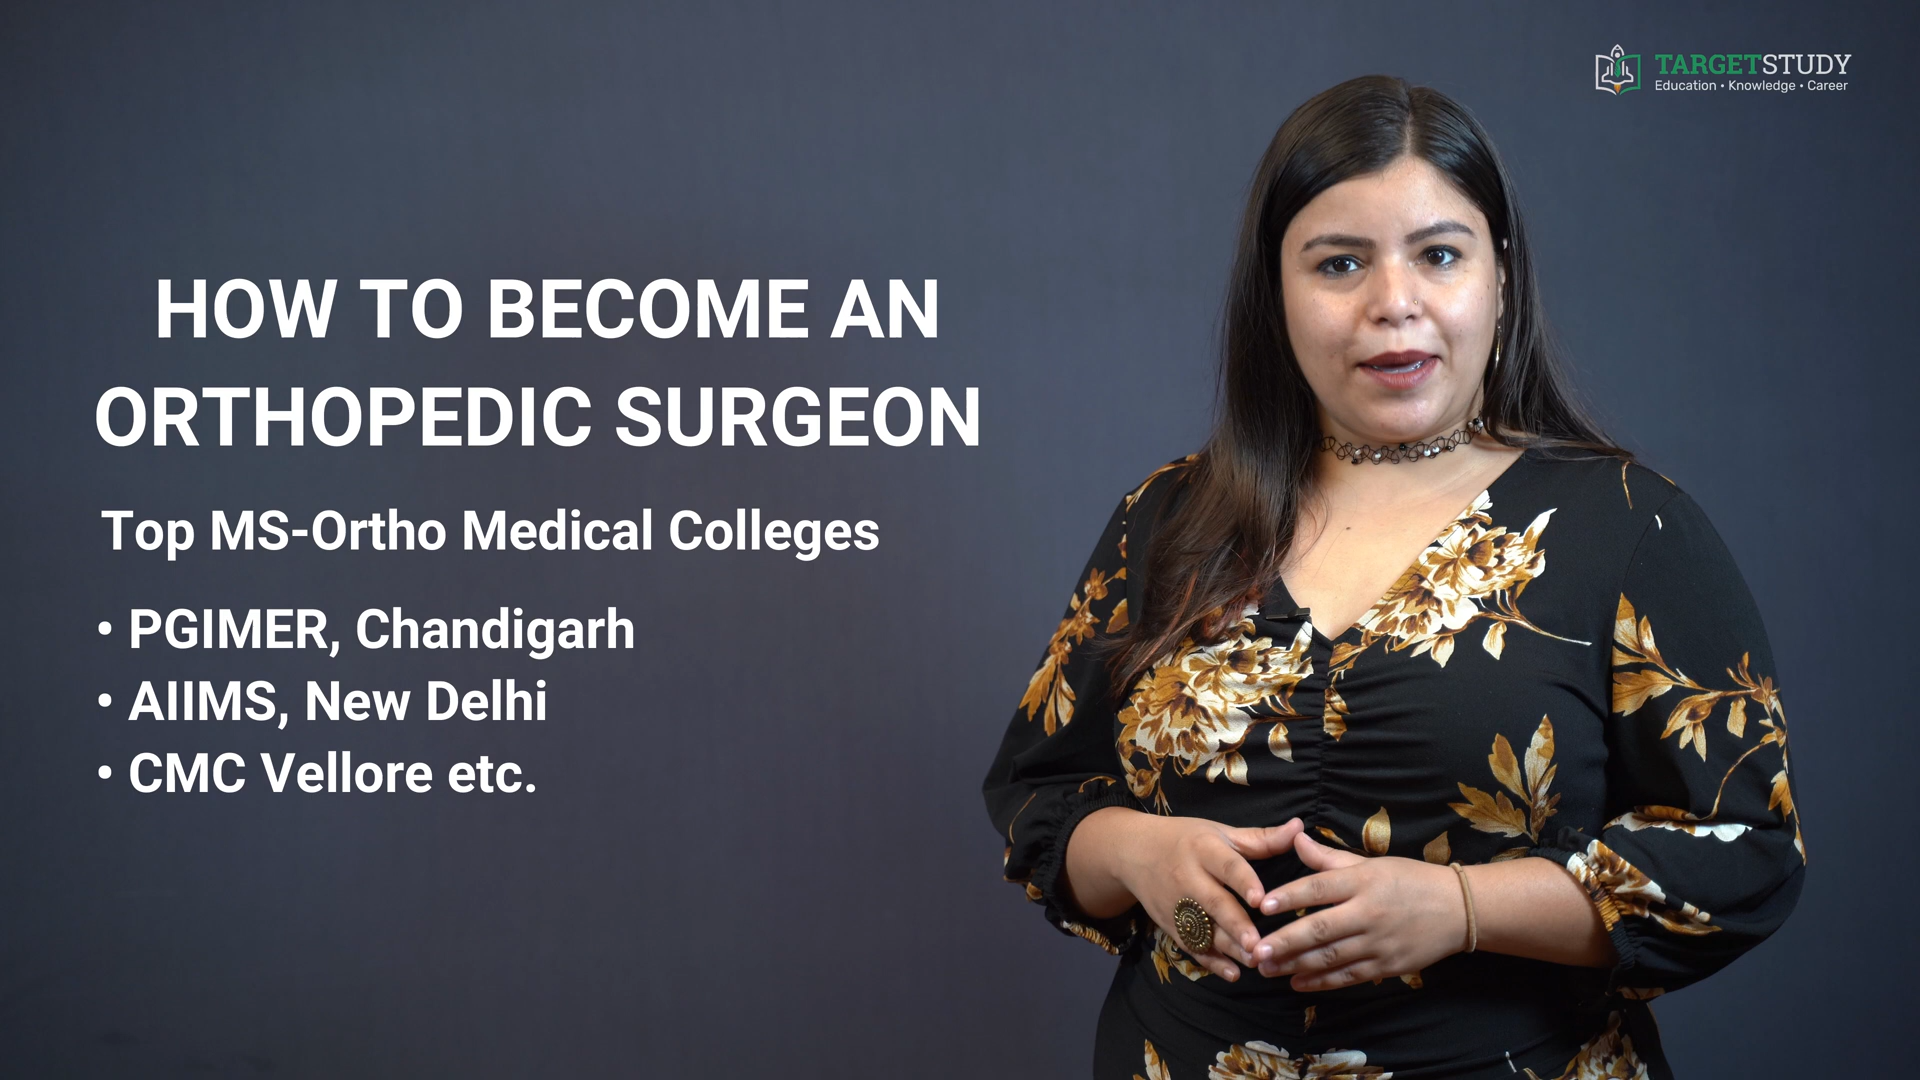 TARGETSTUDY
Education • Knowledge • Career
HOW TO BECOME AN
ORTHOPEDIC SURGEON
Top MS-Ortho Medical Colleges
• PGIMER, Chandigarh
• AIIMS, New Delhi
• CMC Vellore etc.